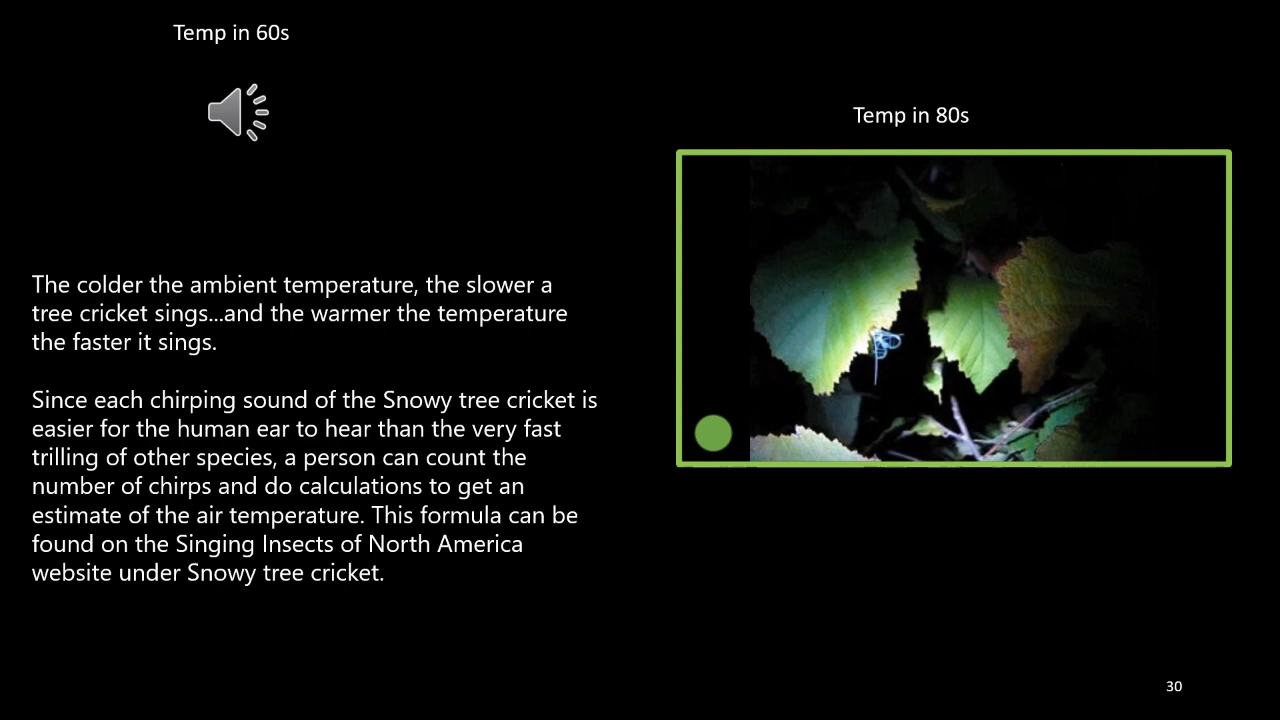 Temp in 60s
Temp in 80s
The colder the ambient temperature, the slower a
tree cricket sings...and the warmer the temperature
the faster it sings.
Since each chirping sound of the Snowy tree cricket is
easier for the human ear to hear than the very fast
trilling of other species, a person can count the
number of chirps and do calculations to get an
estimate of the air temperature. This formula can be
found on the Singing Insects of North America
website under Snowy tree cricket.
30